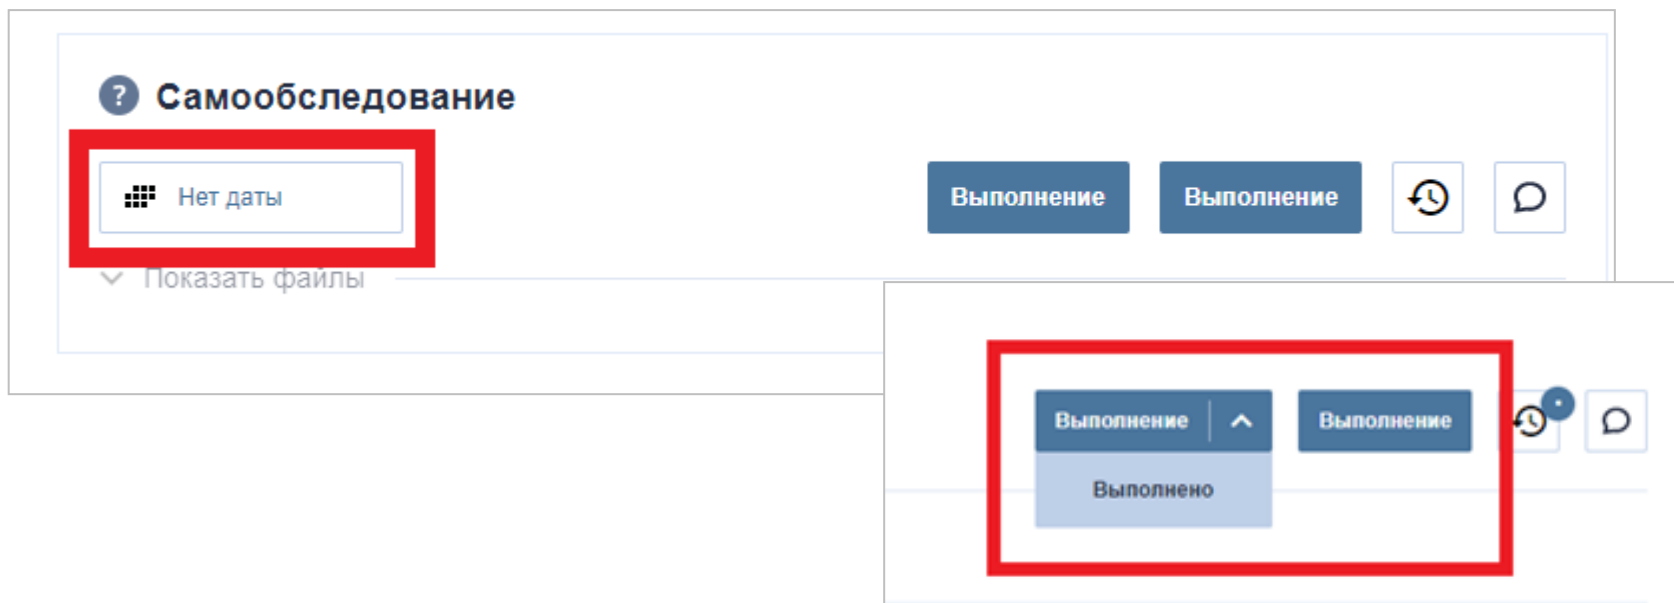 ? Самообследование
Нет даты
Выполнение Выполнение
Показать файлы
Выполнение Выполнение
Выполнено